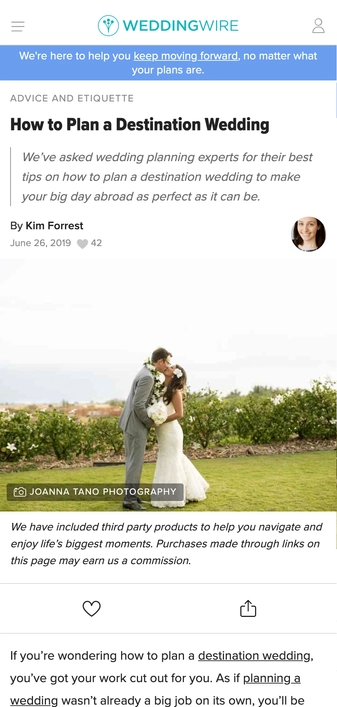 WEDDINGWIRE
We're here to help you keep moving forward, no matter what
your plans are.
ADVICE AND ETIQUETTE
How to Plan a Destination Wedding
We've asked wedding planning experts for their best
tips on how to plan a destination wedding to make
your big day abroad as perfect as it can be.
By Kim Forrest
June 26, 2019 42
JOANNA TANO PHOTOGRAPHY
We have included third party products to help you navigate and
enjoy life's biggest moments. Purchases made through links on
this page may earn us a commission.
If you're wondering how to plan a destination wedding,
you've got your work cut out for you. As if planning a
wedding wasn't already a big job on its own, you'll be